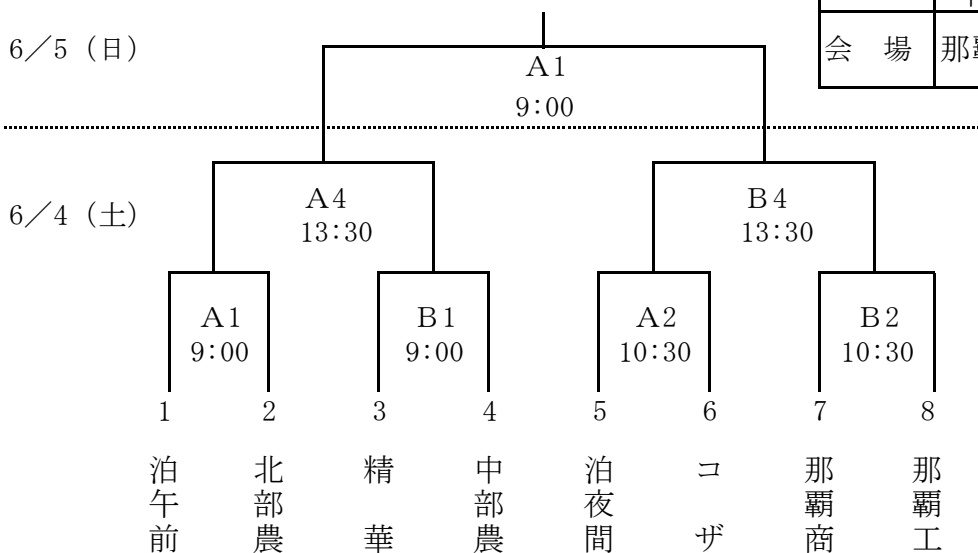 6／5（日）
A1
9:00
会　場
那覇
6／4（土）
A4
13:30
B4
13:30
A1
9:00
B1
9:00
A2
10:30
B2
10:30
1 2 3 4 5 6 7 8
泊午前
北部農
精　華
中部農
泊夜間
コ　ザ
那覇商
那覇工